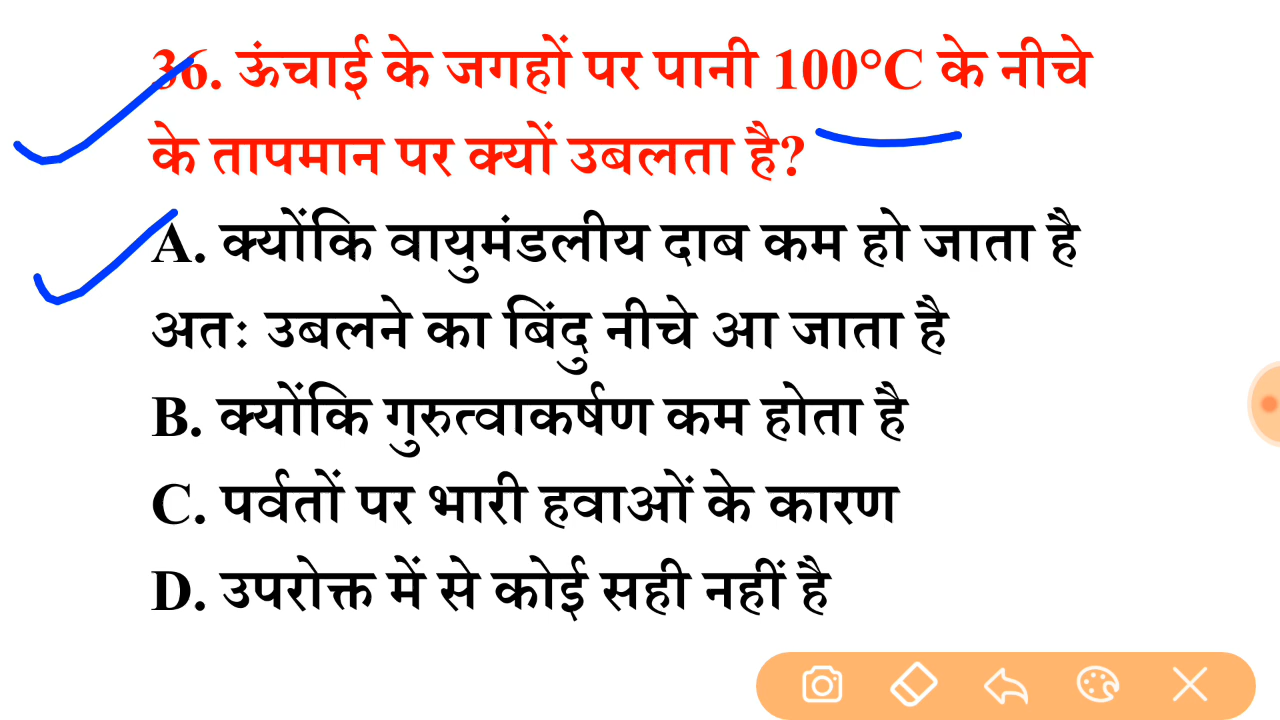 36. ऊंचाई के जगहों पर पानी 100°C के नीचे
के तापमान पर क्यों उबलता है?
A. क्योंकि वायुमंडलीय दाब कम हो जाता है
अतः उबलने का बिंदु नीचे आ जाता है
B. क्योंकि गुरुत्वाकर्षण कम होता है
C. पर्वतों पर भारी हवाओं के कारण
D. उपरोक्त में से कोई सही नहीं है